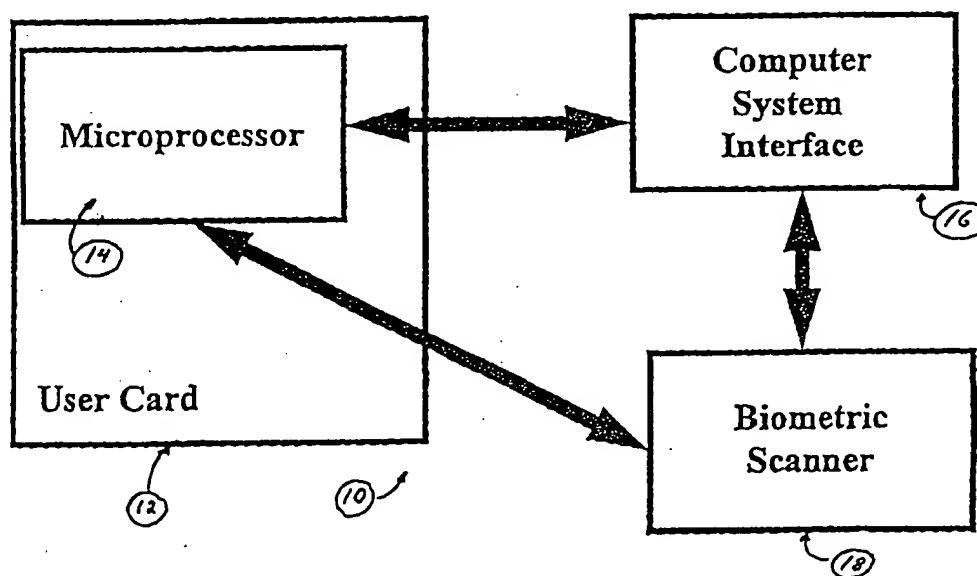 Microprocessor
14
User Card
12
10
Computer
System
Interface
16
Biometric
Scanner
18